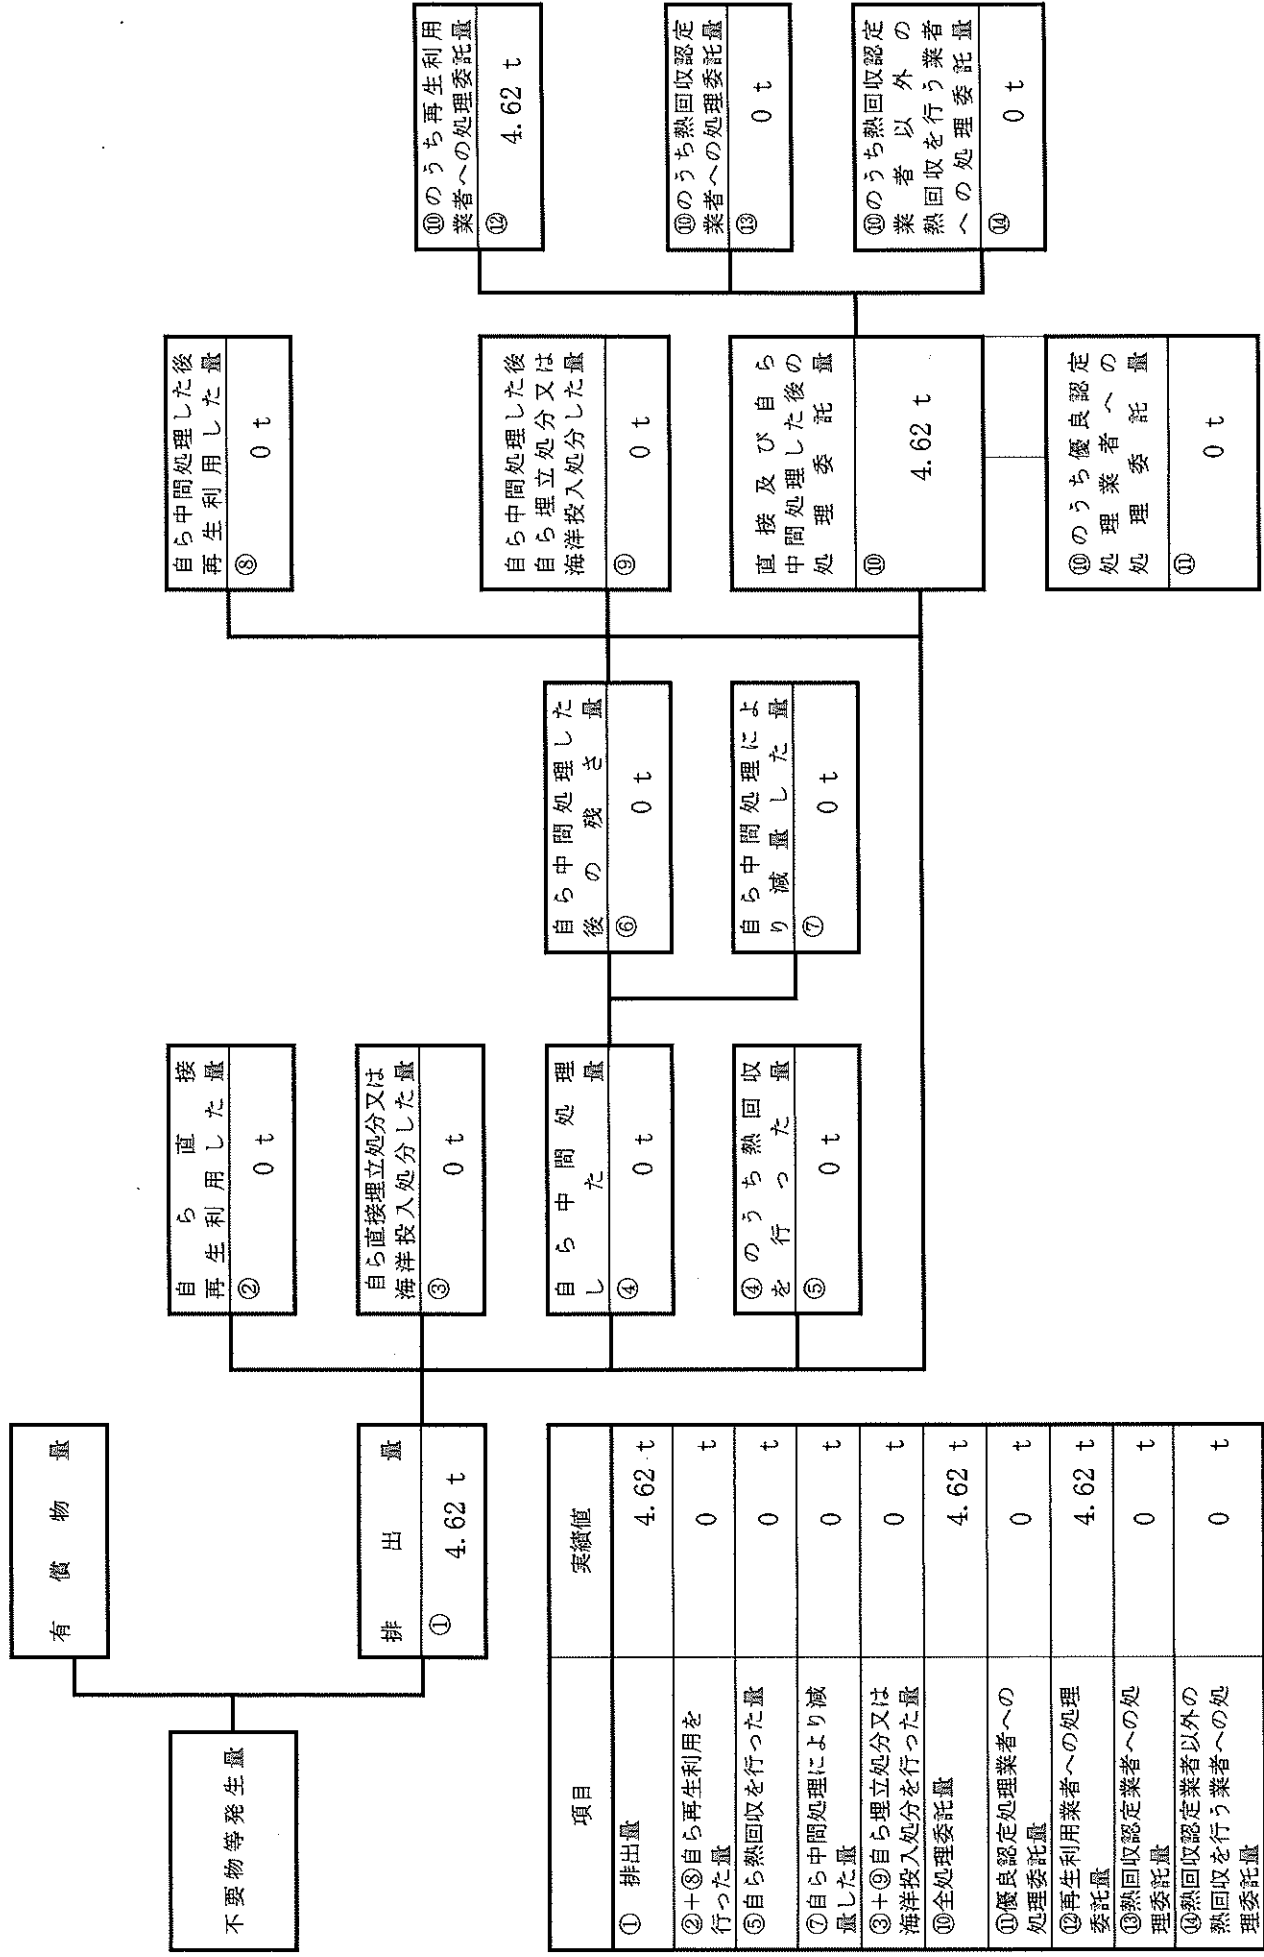 不要物等発生量
有償物量
排出量
① 4.62 t
自ら直接
再生利用した量
② 0 t
自ら直接埋立処分又は
海洋投入処分した量
③ 0 t
自ら中間処理
した量
④ 0 t
④のうち熱回収
を行った量
⑤ 0 t
自ら中間処理した
後の残さ量
⑥ 0 t
自ら中間処理によ
り減量した量
⑦ 0 t
自ら中間処理した後
再生利用した量
⑧ 0 t
自ら中間処理した後
自ら埋立処分又は
海洋投入処分した量
⑨ 0 t
直接及び自ら
中間処理した後の
処理委託量
⑩ 4.62 t
⑩のうち優良認定
処理業者への
処理委託量
⑪ 0 t
⑩のうち再生利用
業者への処理委託量
⑫ 4.62 t
⑩のうち熱回収認定
業者への処理委託量
⑬ 0 t
⑩のうち熱回収認定
業者以外の
熱回収を行う業者
への処理委託量
⑭ 0 t
項目 実績値
① 排出量 4.62 t
②+⑧自ら再生利用を
行った量 0 t
⑤自ら熱回収を行った量 0 t
⑦自ら中間処理により減
量した量 0 t
③+⑨自ら埋立処分又は
海洋投入処分を行った量 0 t
⑩全処理委託量 4.62 t
⑪優良認定処理業者への
処理委託量 0 t
⑫再生利用業者への処理
委託量 4.62 t
⑬熱回収認定業者への処
理委託量 0 t
⑭熱回収認定業者以外の
熱回収を行う業者への処
理委託量 0 t